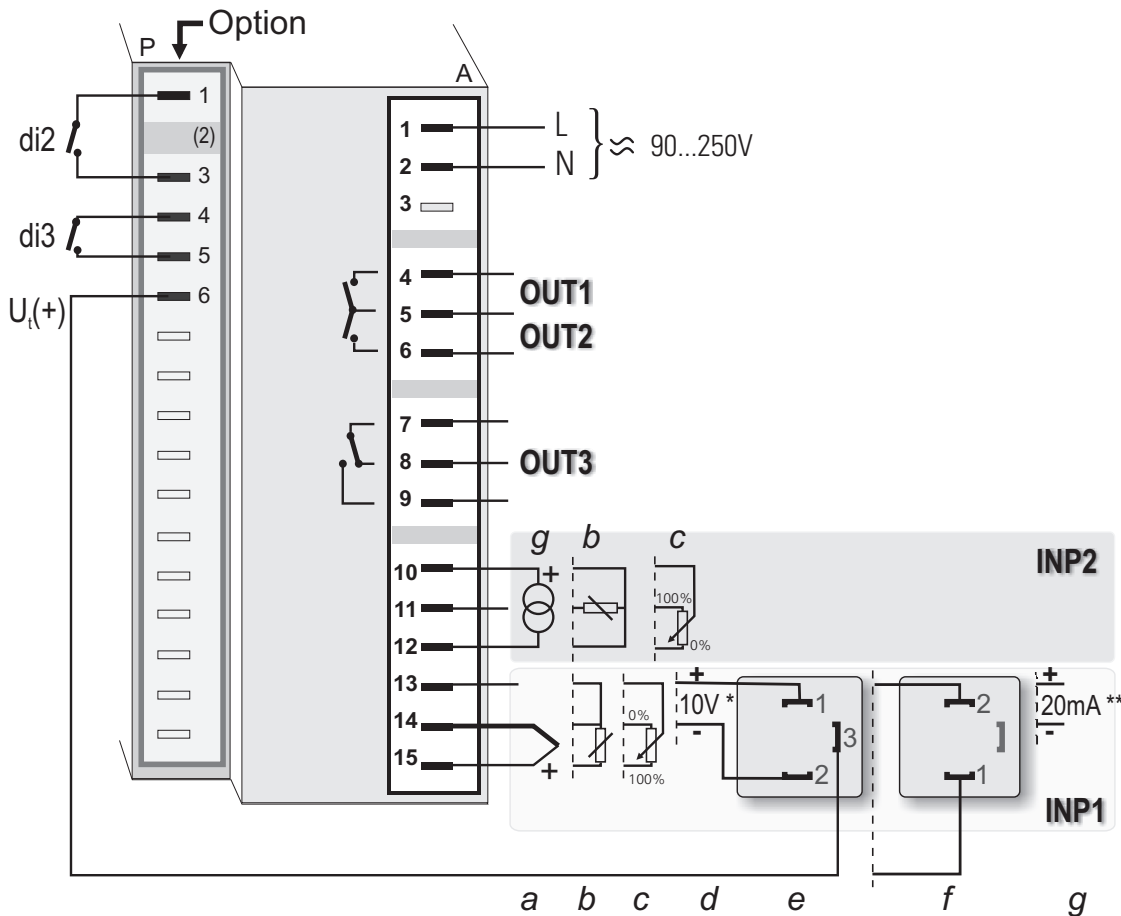 Option
P
A
1
(2)
3
4
5
6
di2
di3
Ut(+)
1
2
3
4
5
6
7
8
9
10
11
12
13
14
15
L
N
} ≈ 90...250V
OUT1
OUT2
OUT3
g b c
INP2
+
100%
0%
+
0%
100%
+
10V *
-
1
3
2
2
1
+
20mA **
-
INP1
a b c d e f g